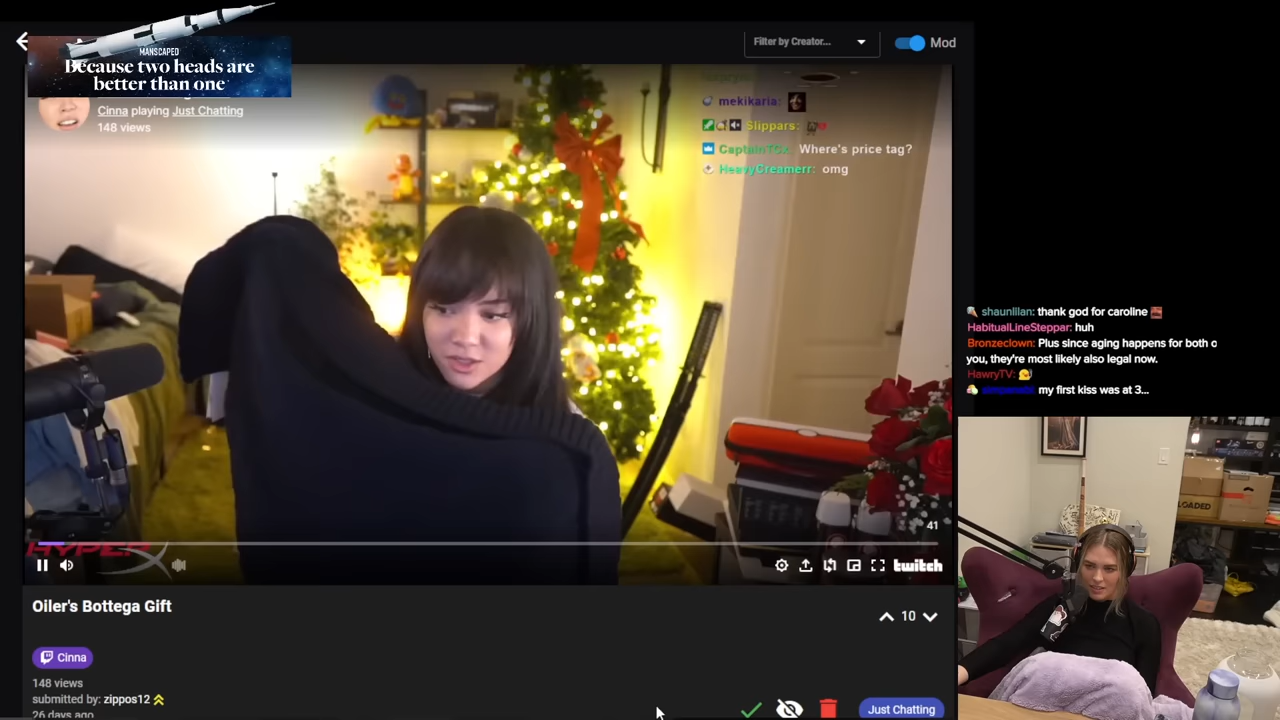 MANSCAPED
Because two heads are
better than one
Filter by Creator...
Mod
Cinna playing Just Chatting
148 views
mekikaria:
Slippars:
CaptainTCx: Where's price tag?
HeavyCreamerr: omg
shaunlilan: thank god for caroline
HabitualLineSteppar: huh
Bronzeclown: Plus since aging happens for both o
you, they're most likely also legal now.
HawryTV:
my first kiss was at 3...
LOADED
41
HYPERX
twitch
Oiler's Bottega Gift
10
Cinna
148 views
submitted by: zippos12
26 days ago
Just Chatting